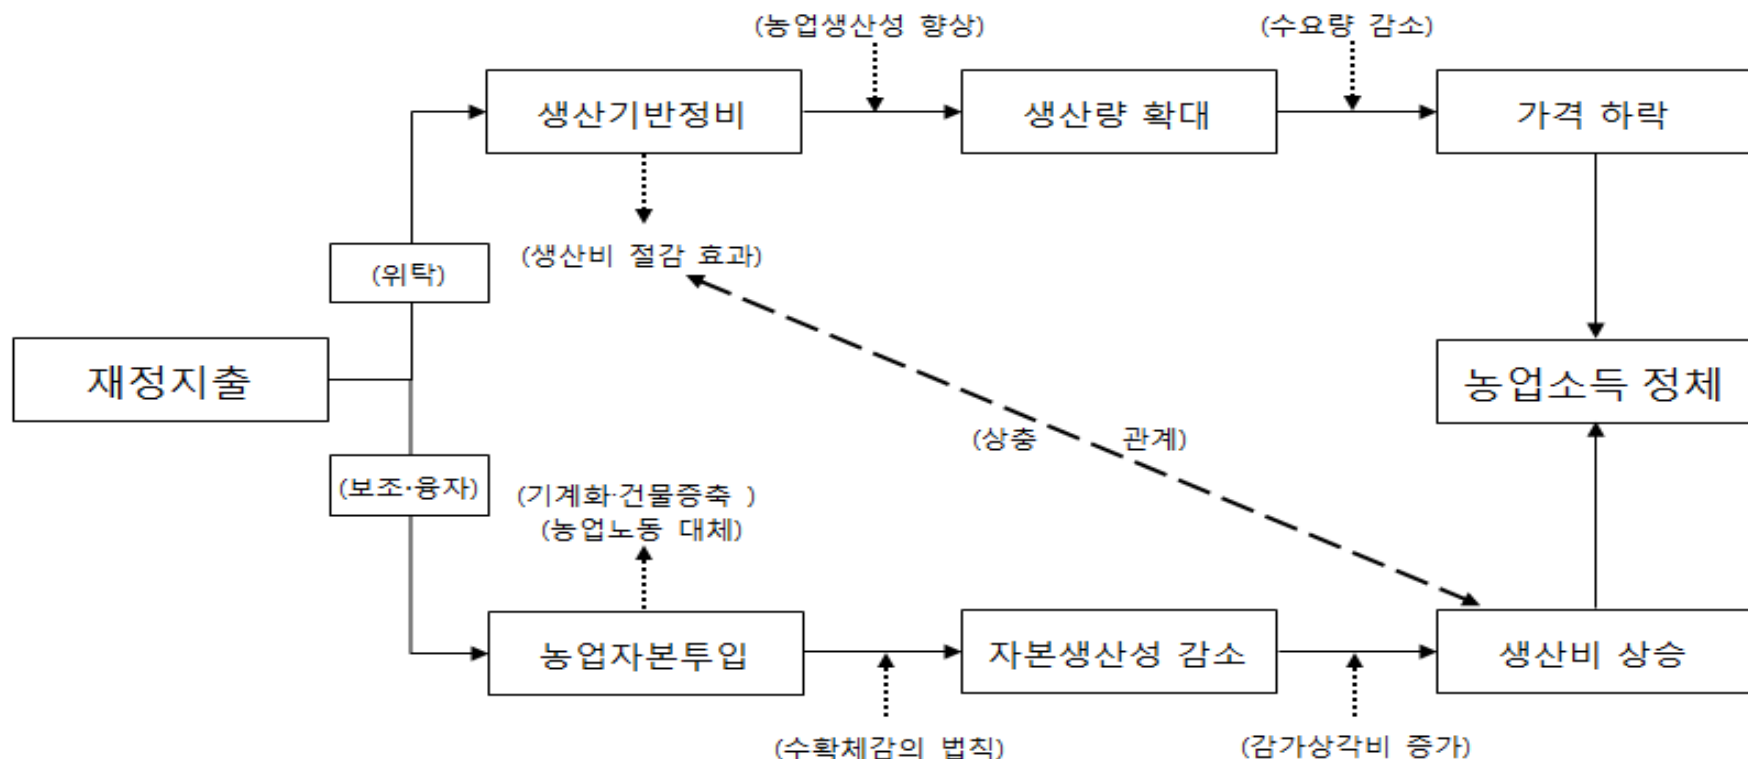 (농업생산성 향상)
(수요량 감소)
생산기반정비
생산량 확대
가격 하락
(생산비 절감 효과)
(위탁)
재정지출
농업소득 정체
(상충 관계)
(보조·융자)
(기계화·건물증축 )
(농업노동 대체)
농업자본투입
자본생산성 감소
생산비 상승
(수확체감의 법칙)
(감가상각비 증가)